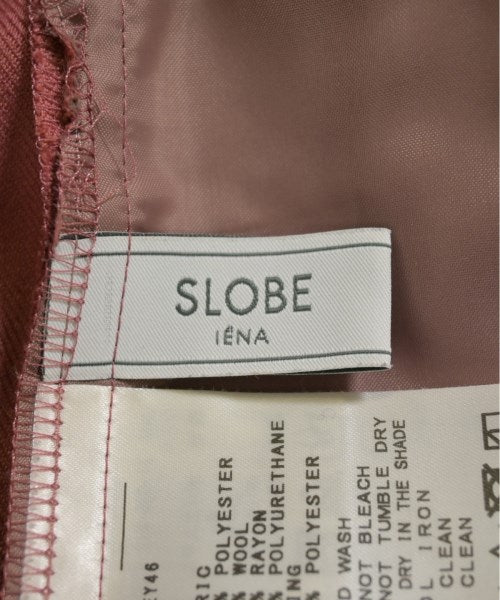 SLOBE
IÉNA
EY46
RIC
% POLYESTER
% WOOL
% RAYON
% POLYURETHANE
NG
% POLYESTER
D WASH
NOT BLEACH
NOT TUMBLE DRY
DRY IN THE SHADE
L IRON
CLEAN
CLEAN